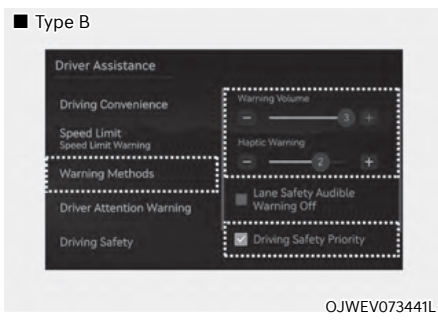 ■ Type B
Driver Assistance
Driving Convenience
Speed Limit
Speed Limit Warning
Warning Methods
Driver Attention Warning
Driving Safety
Warning Volume
− 3 +
Haptic Warning
− 2 +
Lane Safety Audible
Warning Off
Driving Safety Priority
OJWEV073441L